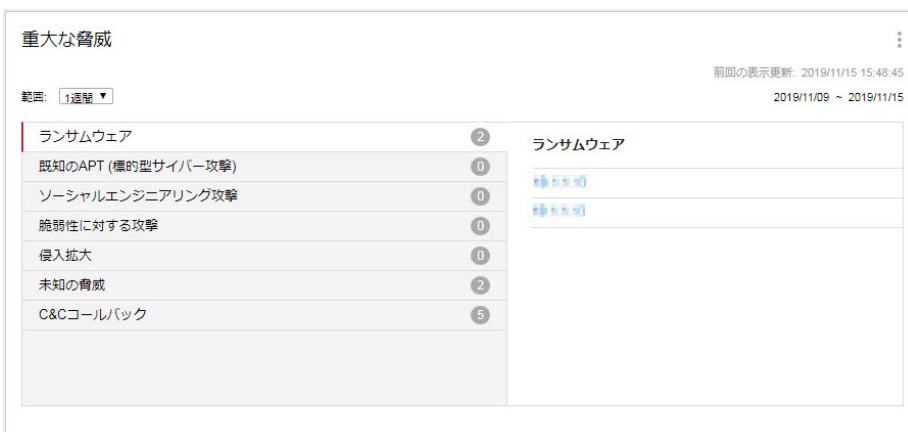 重大な脅威
前回の表示更新: 2019/11/15 15:48:45
範囲: 1週間 ▼
2019/11/09 ~ 2019/11/15
ランサムウェア 2
既知のAPT (標的型サイバー攻撃) 0
ソーシャルエンジニアリング攻撃 0
脆弱性に対する攻撃 0
侵入拡大 0
未知の脅威 2
C&Cコールバック 5
ランサムウェア